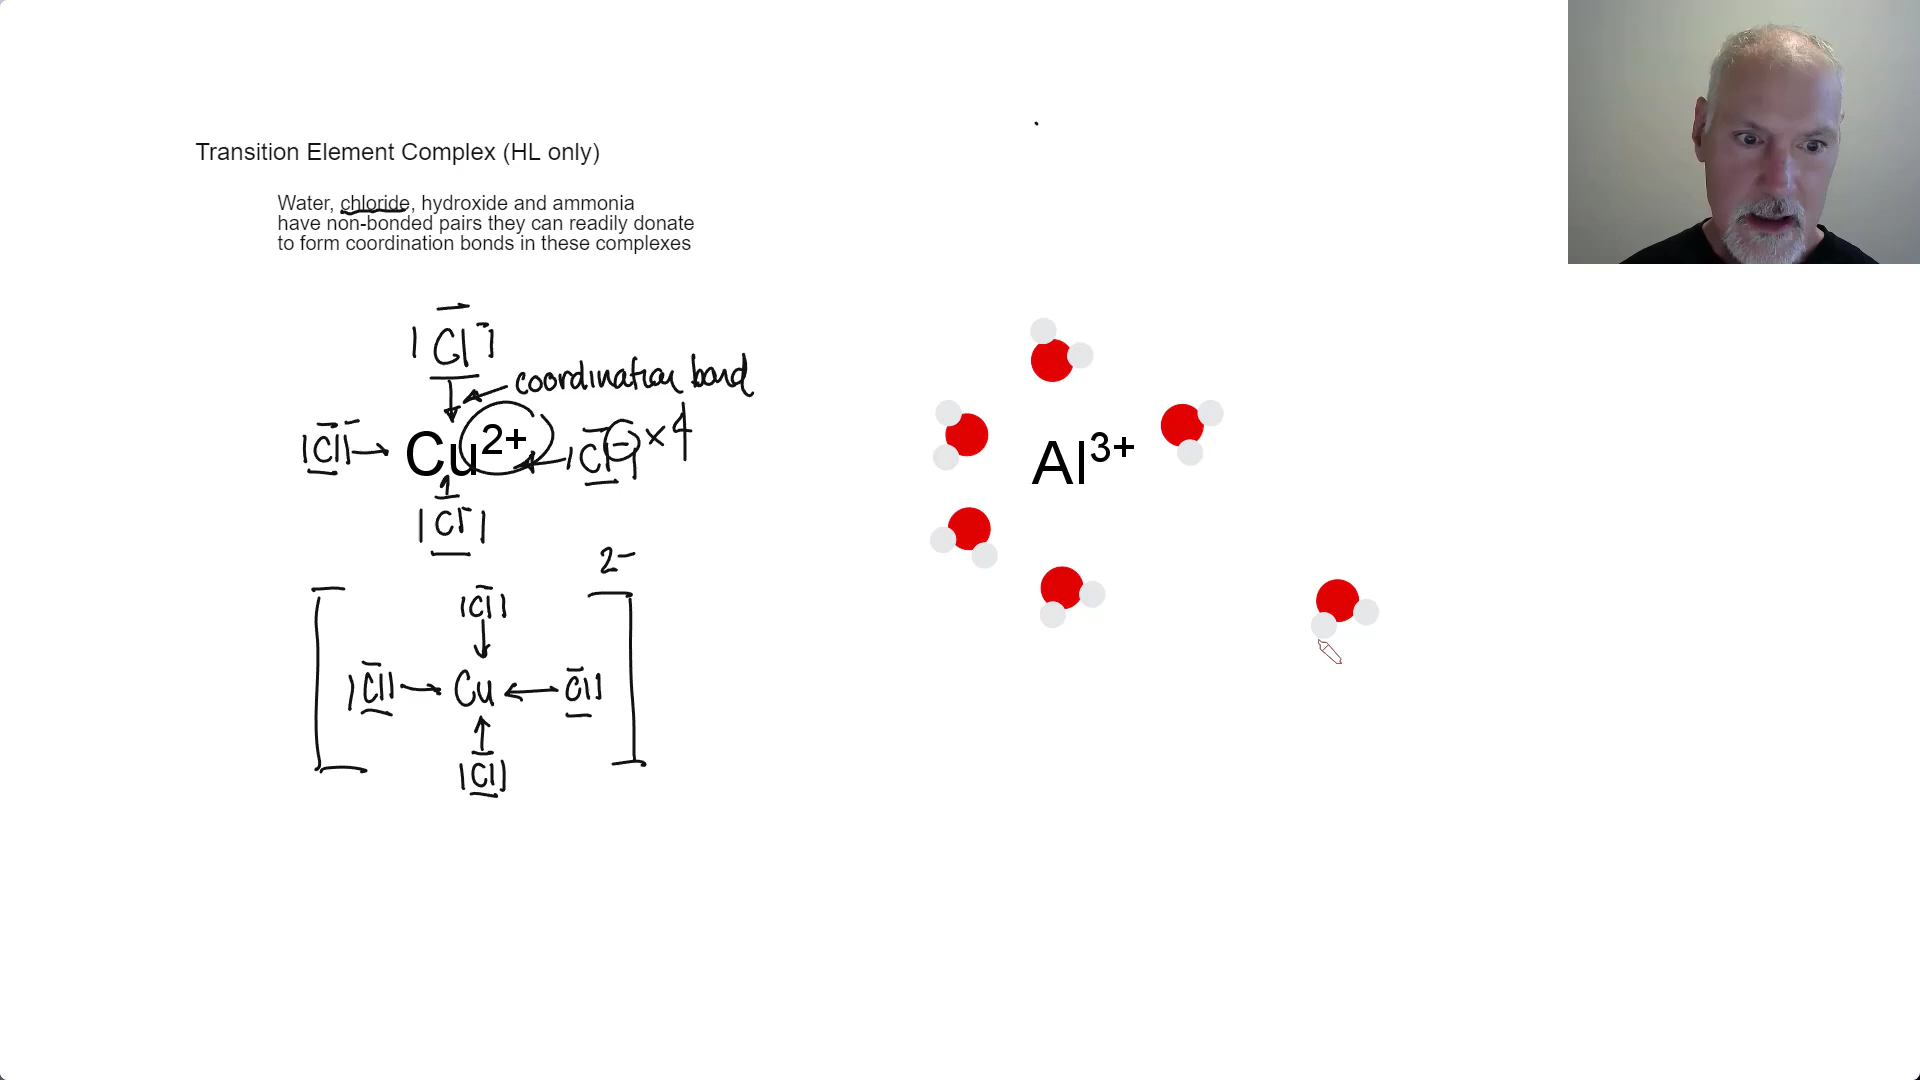 Transition Element Complex (HL only)
Water, chloride, hydroxide and ammonia
have non-bonded pairs they can readily donate
to form coordination bonds in these complexes
Cl⁻
coordination bond
Cl⁻ → Cu²⁺ ← Cl⁻ × 4
Cl⁻
Al³⁺
2-
Cl
Cl → Cu ← Cl
Cl